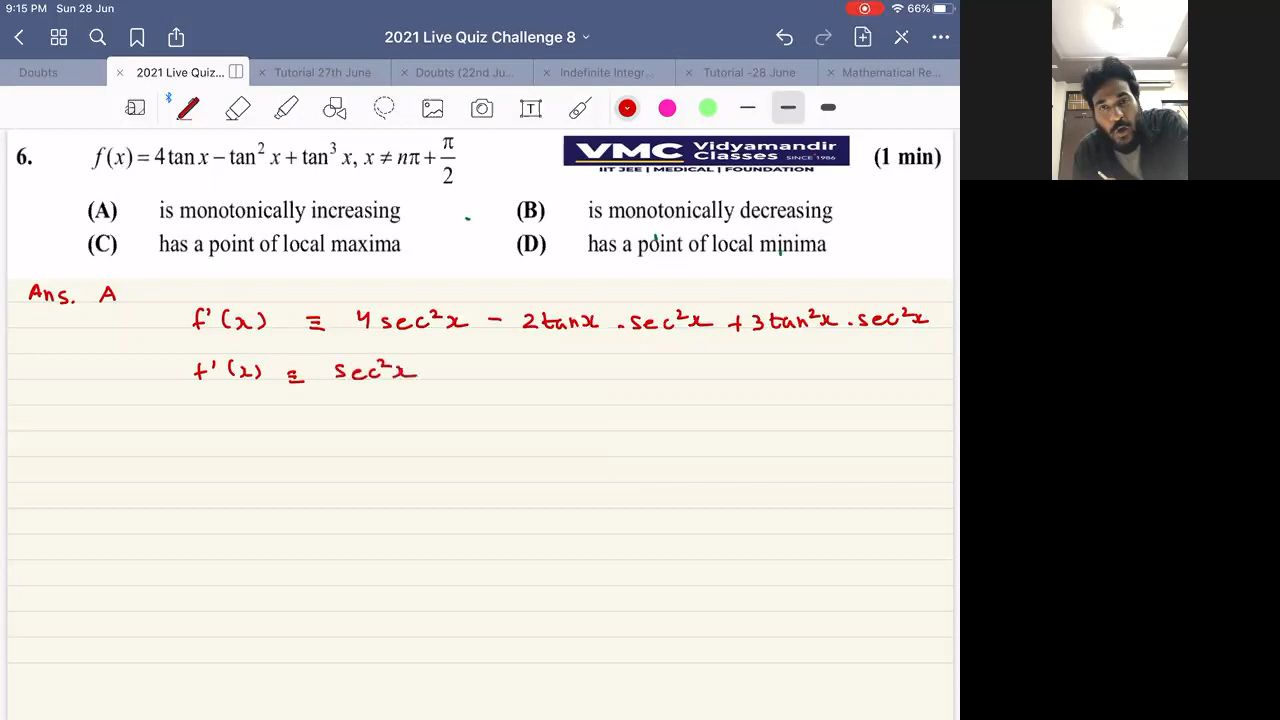 9:15 PM Sun 28 Jun
66%
2021 Live Quiz Challenge 8
Doubts
2021 Live Quiz...
Tutorial 27th June
Doubts (22nd Ju...
Indefinite Integr...
Tutorial -28 June
Mathematical Re...
6. f(x) = 4 tan x − tan² x + tan³ x, x ≠ nπ + π/2
VMC Vidyamandir Classes SINCE 1986
IIT JEE | MEDICAL | FOUNDATION
(1 min)
(A) is monotonically increasing (B) is monotonically decreasing
(C) has a point of local maxima (D) has a point of local minima
Ans. A
f'(x) ≡ 4 sec²x − 2tanx . sec²x + 3tan²x . sec²x
f'(x) ≡ sec²x